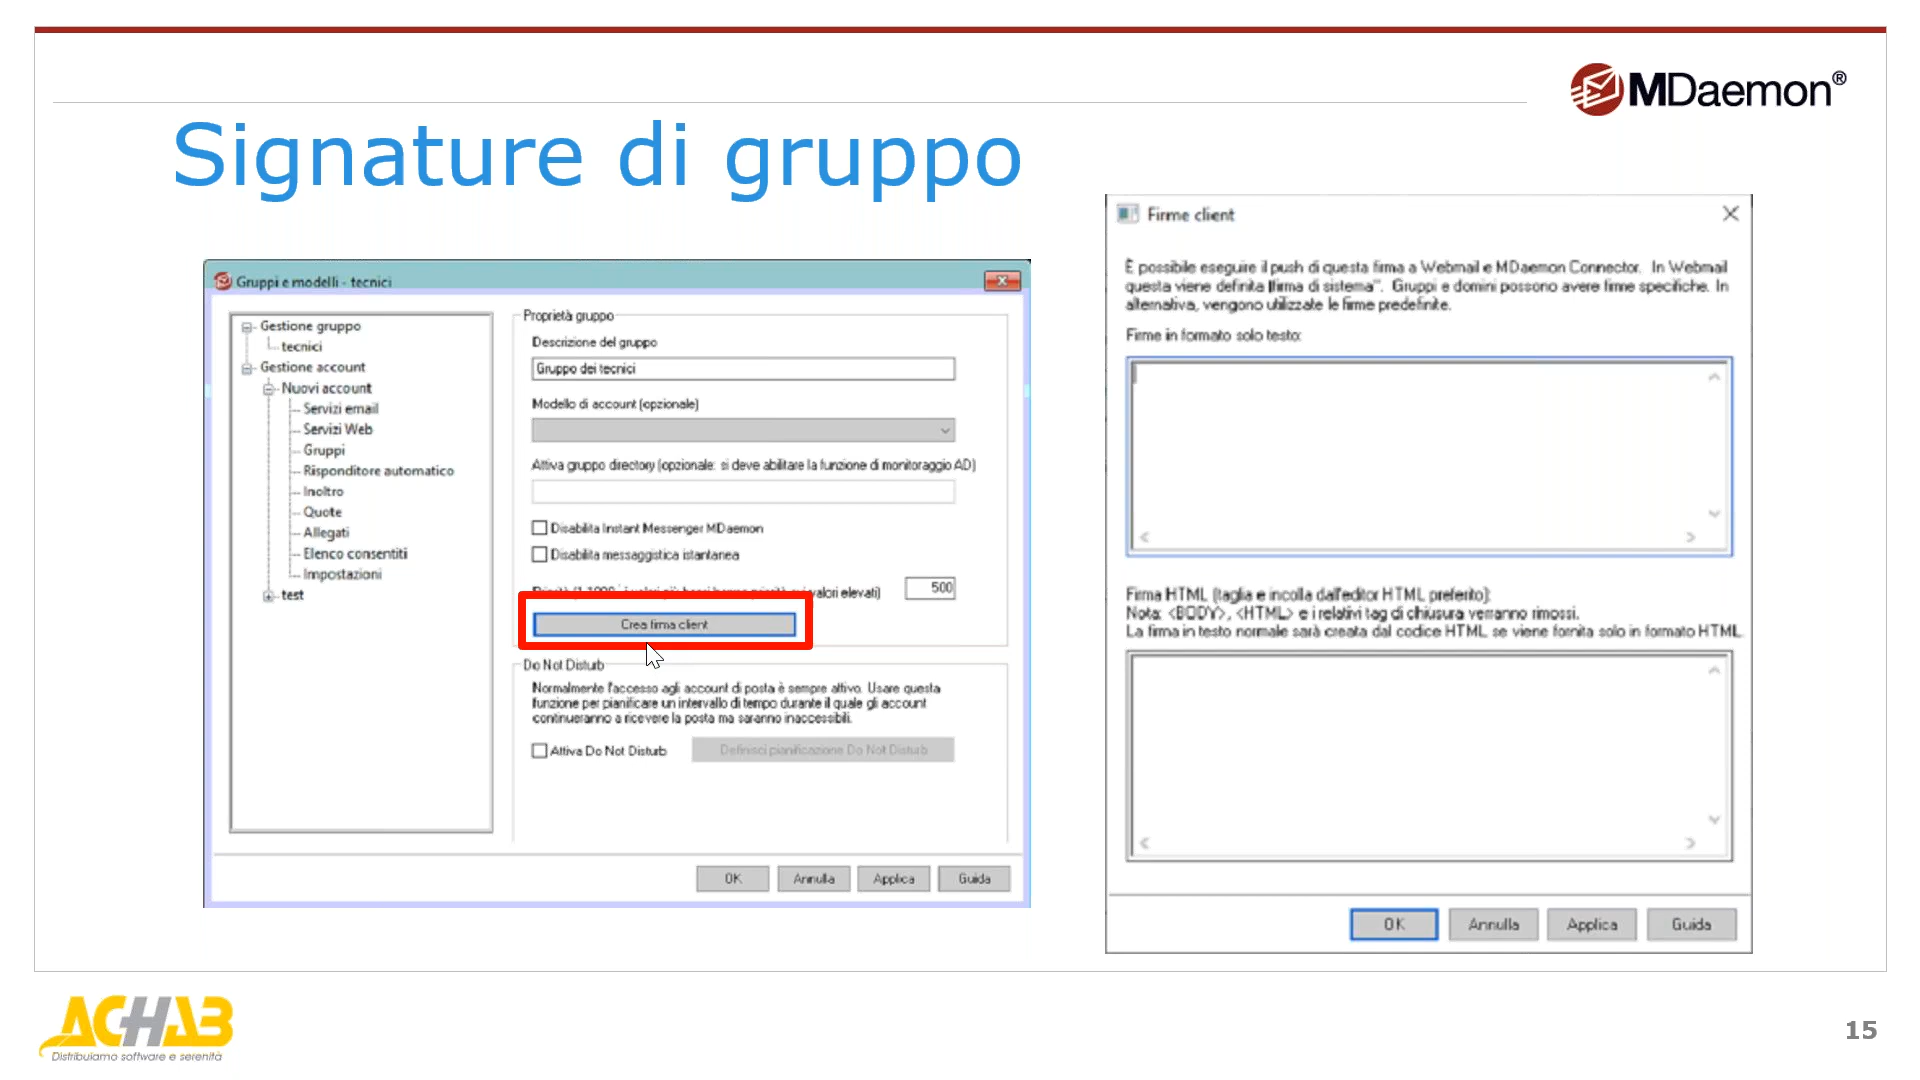 MDaemon®
Signature di gruppo
Gruppi e modelli - tecnici
Gestione gruppo
tecnici
Gestione account
Nuovi account
Servizi email
Servizi Web
Gruppi
Risponditore automatico
Inoltro
Quote
Allegati
Elenco consentiti
Impostazioni
test
Proprietà gruppo
Descrizione del gruppo
Gruppo dei tecnici
Modello di account (opzionale)
Attiva gruppo directory (opzionale: si deve abilitare la funzione di monitoraggio AD)
Disabilita Instant Messenger MDaemon
Disabilita messaggistica istantanea
valori elevati)
500
Crea firma client
Do Not Disturb
Normalmente l'accesso agli account di posta è sempre attivo. Usare questa
funzione per pianificare un intervallo di tempo durante il quale gli account
continueranno a ricevere la posta ma saranno inaccessibili.
Attiva Do Not Disturb
Definisci pianificazione Do Not Disturb
OK
Annulla
Applica
Guida
Firme client
È possibile eseguire il push di questa firma a Webmail e MDaemon Connector. In Webmail
questa viene definita "firma di sistema". Gruppi e domini possono avere firme specifiche. In
alternativa, vengono utilizzate le firme predefinite.
Firme in formato solo testo:
Firma HTML (taglia e incolla dall'editor HTML preferito):
Nota: <BODY>, <HTML> e i relativi tag di chiusura verranno rimossi.
La firma in testo normale sarà creata dal codice HTML se viene fornita solo in formato HTML.
OK
Annulla
Applica
Guida
ACHAB
Distribuiamo software e serenità
15